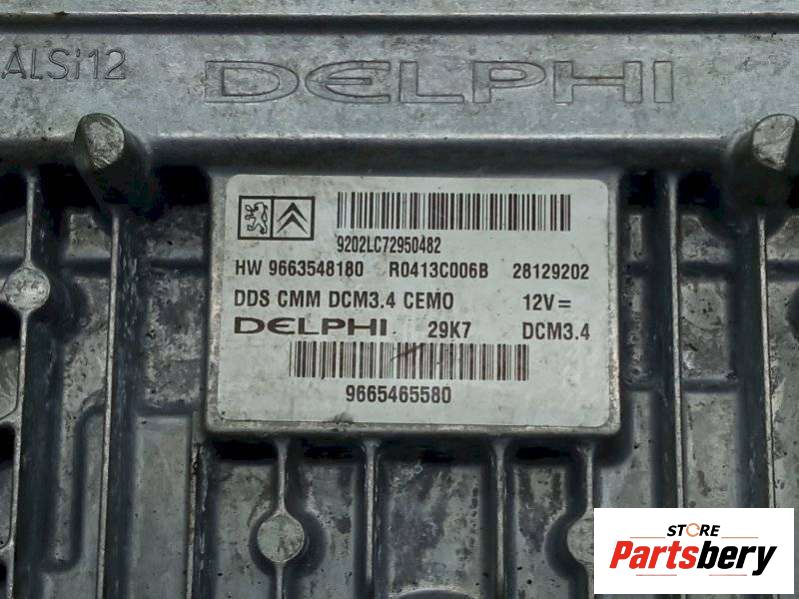 ALSi12
DELPHI
9202LC72950482
HW 9663548180 R0413C006B 28129202
DDS CMM DCM3.4 CEMO 12V=
DELPHI 29K7 DCM3.4
9665465580
STORE
Partsbery